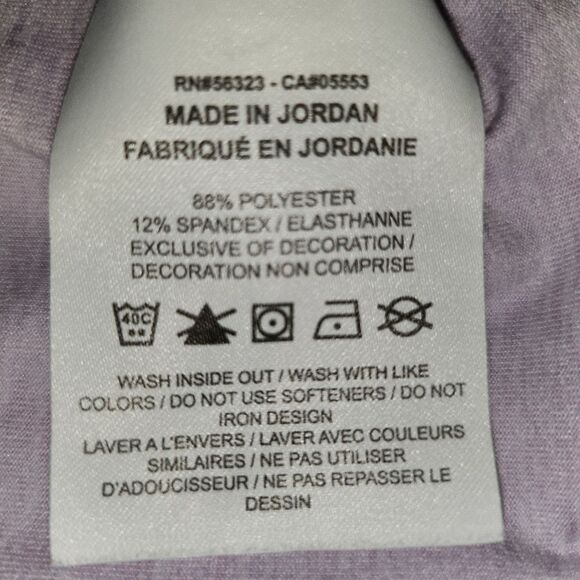 RN#56323 - CA#05553
MADE IN JORDAN
FABRIQUÉ EN JORDANIE
88% POLYESTER
12% SPANDEX / ELASTHANNE
EXCLUSIVE OF DECORATION /
DECORATION NON COMPRISE
40C
WASH INSIDE OUT / WASH WITH LIKE
COLORS / DO NOT USE SOFTENERS / DO NOT
IRON DESIGN
LAVER A L'ENVERS / LAVER AVEC COULEURS
SIMILAIRES / NE PAS UTILISER
D'ADOUCISSEUR / NE PAS REPASSER LE
DESSIN